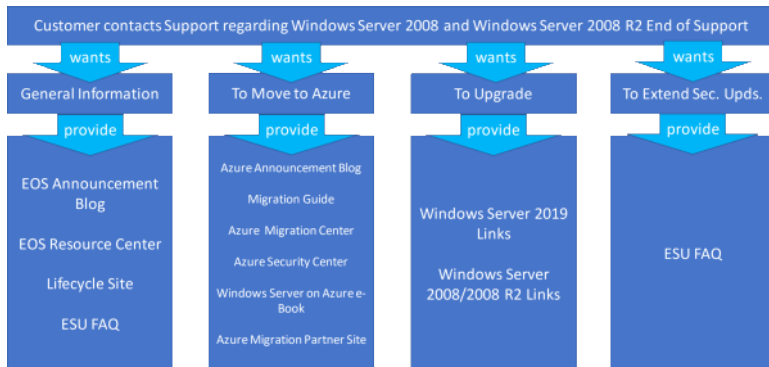 Customer contacts Support regarding Windows Server 2008 and Windows Server 2008 R2 End of Support
wants
wants
wants
wants
General Information
To Move to Azure
To Upgrade
To Extend Sec. Upds.
provide
provide
provide
provide
EOS Announcement
Blog
EOS Resource Center
Lifecycle Site
ESU FAQ
Azure Announcement Blog
Migration Guide
Azure Migration Center
Azure Security Center
Windows Server on Azure e-
Book
Azure Migration Partner Site
Windows Server 2019
Links
Windows Server
2008/2008 R2 Links
ESU FAQ